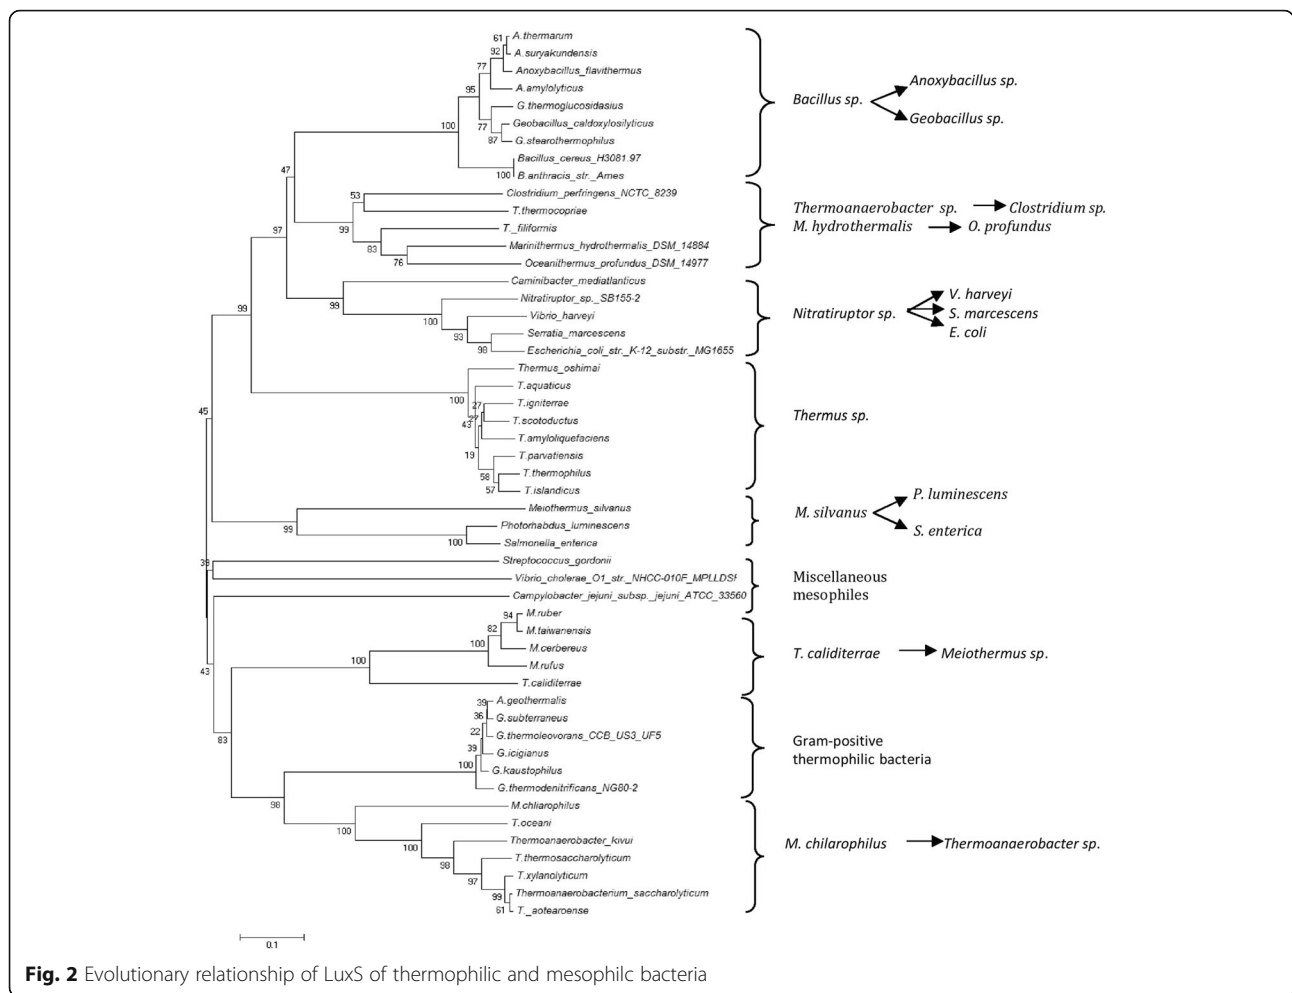 61
A.thermarum
92
A.suryakundensis
77
Anoxybacillus_flavithermus
95
A.amylolyticus
G.thermoglucosidasius
77
Geobacillus_caldoxylosilyticus
87
G.stearothermophilus
100
Bacillus_cereus_H3081.97
100
B.anthracis_str._Ames
Bacillus sp.
Anoxybacillus sp.
Geobacillus sp.
47
53
Clostridium_perfringens_NCTC_8239
T.thermocopriae
99
T._filiformis
83
Marinithermus_hydrothermalis_DSM_14884
76
Oceanithermus_profundus_DSM_14977
Thermoanaerobacter sp.
Clostridium sp.
M. hydrothermalis
O. profundus
97
Caminibacter_mediatlanticus
99
Nitratiruptor_sp._SB155-2
100
Vibrio_harveyi
93
Serratia_marcescens
98
Escherichia_coli_str._K-12_substr._MG1655
Nitratiruptor sp.
V. harveyi
S. marcescens
E. coli
99
Thermus_oshimai
100
T.aquaticus
27
T.igniterrae
27
T.scotoductus
43
T.amyloliquefaciens
19
T.parvatiensis
58
T.thermophilus
57
T.islandicus
Thermus sp.
45
Meiothermus_silvanus
99
Photorhabdus_luminescens
100
Salmonella_enterica
M. silvanus
P. luminescens
S. enterica
39
Streptococcus_gordonii
Vibrio_cholerae_O1_str._NHCC-010F_MPLLDSF
Campylobacter_jejuni_subsp._jejuni_ATCC_33560
Miscellaneous
mesophiles
43
94
M.ruber
82
M.taiwanensis
100
M.cerbereus
M.rufus
100
T.caliditerrae
T. caliditerrae
Meiothermus sp.
83
39
A.geothermalis
36
G.subterraneus
22
G.thermoleovorans_CCB_US3_UF5
39
G.icigianus
100
G.kaustophilus
G.thermodenitrificans_NG80-2
Gram-positive
thermophilic bacteria
98
M.chliarophilus
100
T.oceani
100
Thermoanaerobacter_kivui
98
T.thermosaccharolyticum
97
T.xylanolyticum
99
Thermoanaerobacterium_saccharolyticum
61
T._aotearoense
M. chilarophilus
Thermoanaerobacter sp.
0.1
Fig. 2 Evolutionary relationship of LuxS of thermophilic and mesophilc bacteria